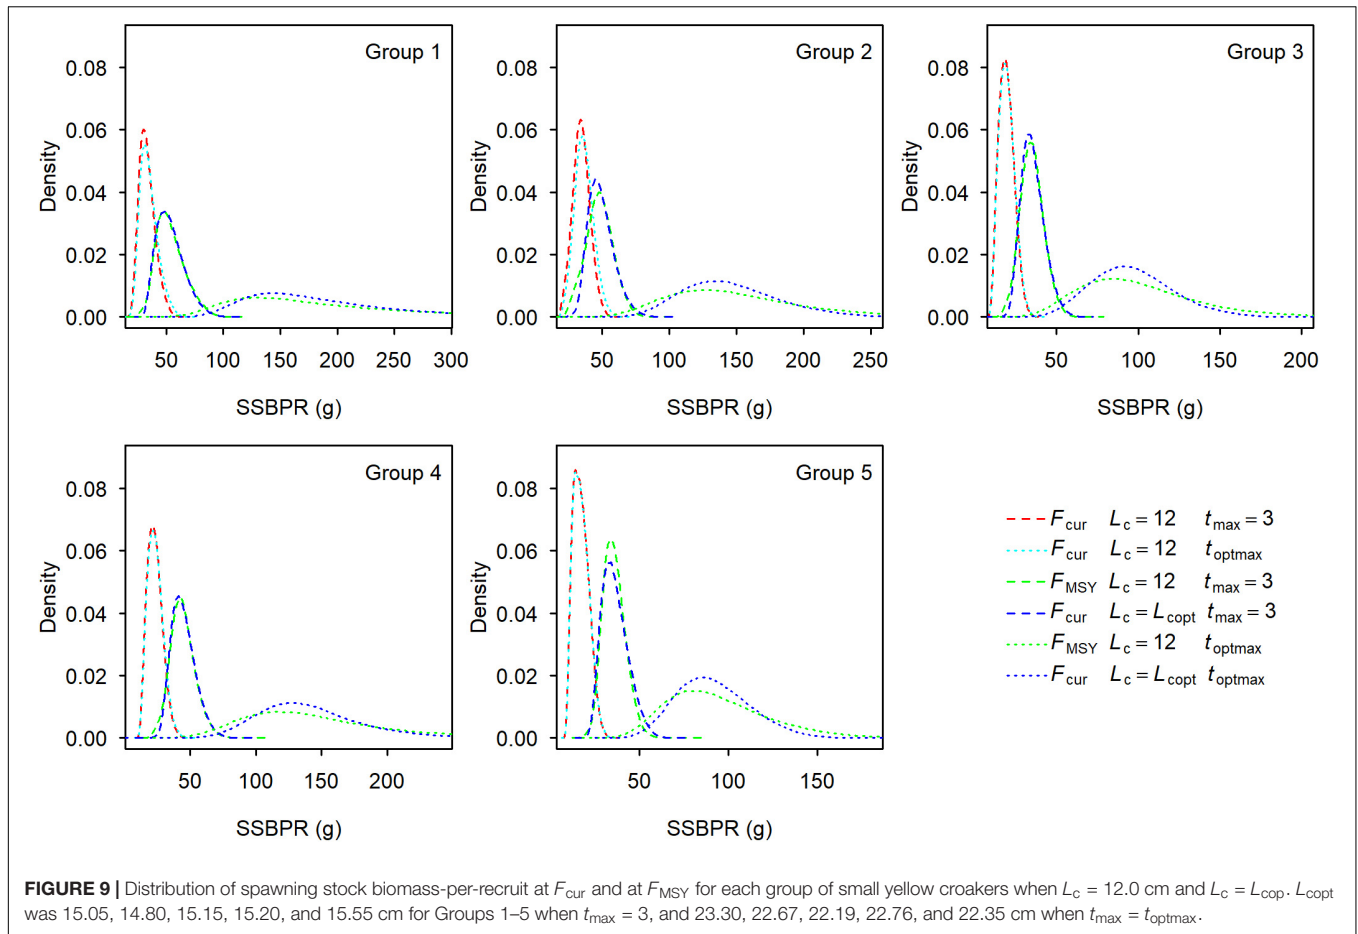 Group 1
0.08
0.06
0.04
0.02
0.00
Density
50 100 150 200 250 300
SSBPR (g)
Group 2
0.08
0.06
0.04
0.02
0.00
Density
50 100 150 200 250
SSBPR (g)
Group 3
0.08
0.06
0.04
0.02
0.00
Density
50 100 150 200
SSBPR (g)
Group 4
0.08
0.06
0.04
0.02
0.00
Density
50 100 150 200
SSBPR (g)
Group 5
0.08
0.06
0.04
0.02
0.00
Density
50 100 150
SSBPR (g)
Fcur Lc = 12 tmax = 3
Fcur Lc = 12 toptmax
FMSY Lc = 12 tmax = 3
Fcur Lc = Lcopt tmax = 3
FMSY Lc = 12 toptmax
Fcur Lc = Lcopt toptmax
FIGURE 9 | Distribution of spawning stock biomass-per-recruit at Fcur and at FMSY for each group of small yellow croakers when Lc = 12.0 cm and Lc = Lcop. Lcopt
was 15.05, 14.80, 15.15, 15.20, and 15.55 cm for Groups 1–5 when tmax = 3, and 23.30, 22.67, 22.19, 22.76, and 22.35 cm when tmax = toptmax.